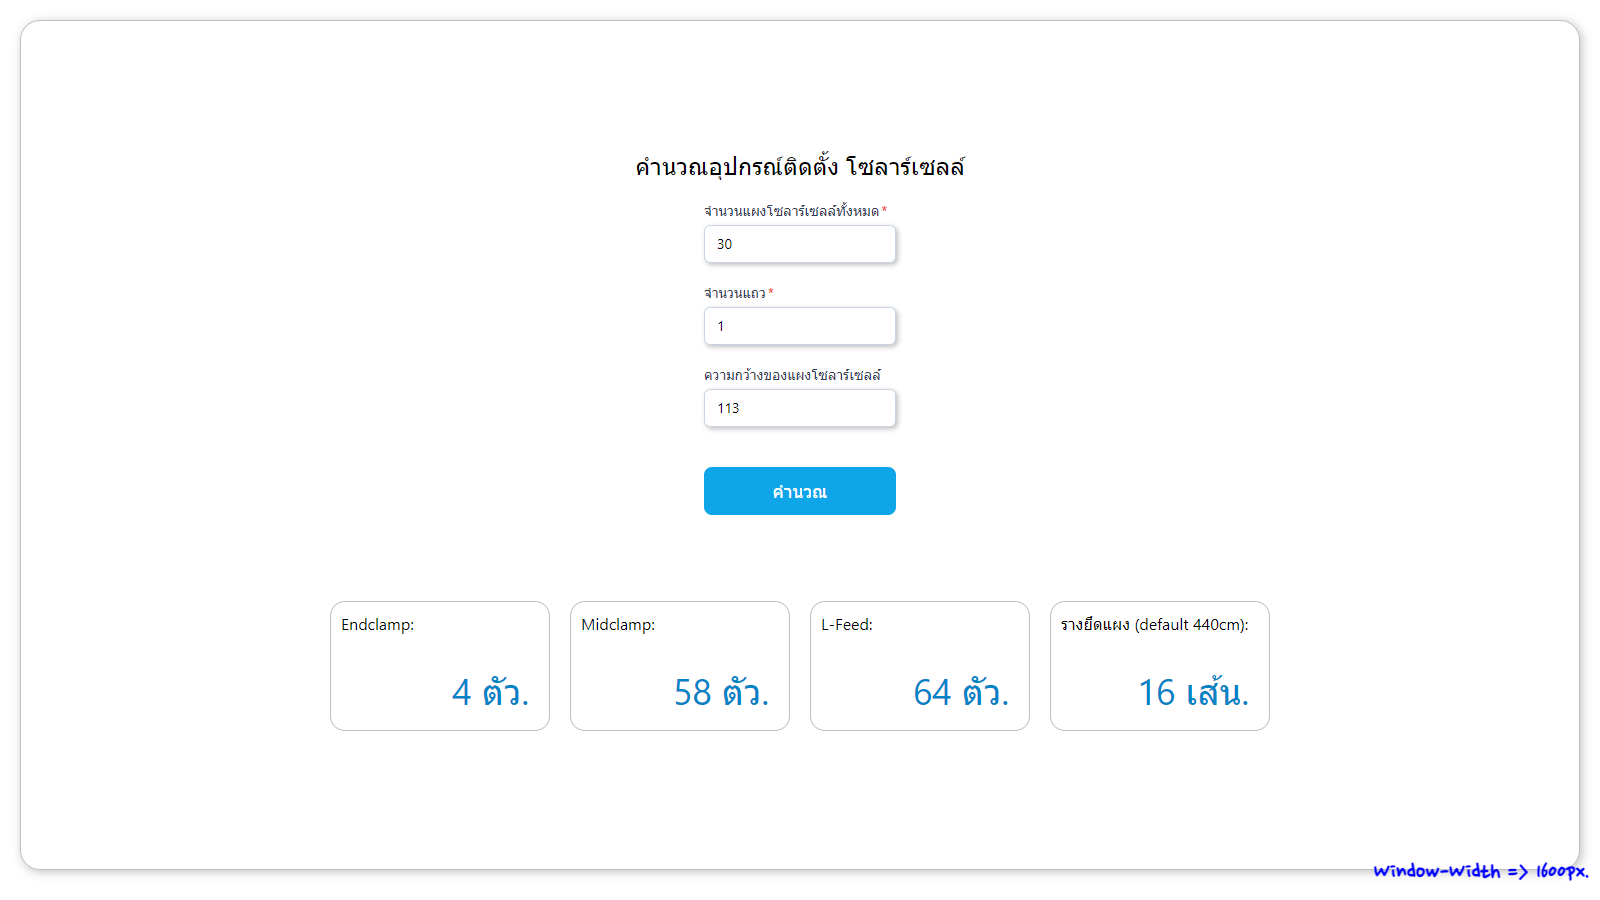 คำนวณอุปกรณ์ติดตั้ง โซลาร์เซลล์
จำนวนแผงโซลาร์เซลล์ทั้งหมด*
30
จำนวนแถว*
1
ความกว้างของแผงโซลาร์เซลล์
113
คำนวณ
Endclamp:
4 ตัว.
Midclamp:
58 ตัว.
L-Feed:
64 ตัว.
รางยึดแผง (default 440cm):
16 เส้น.
Window-Width => 1600px.